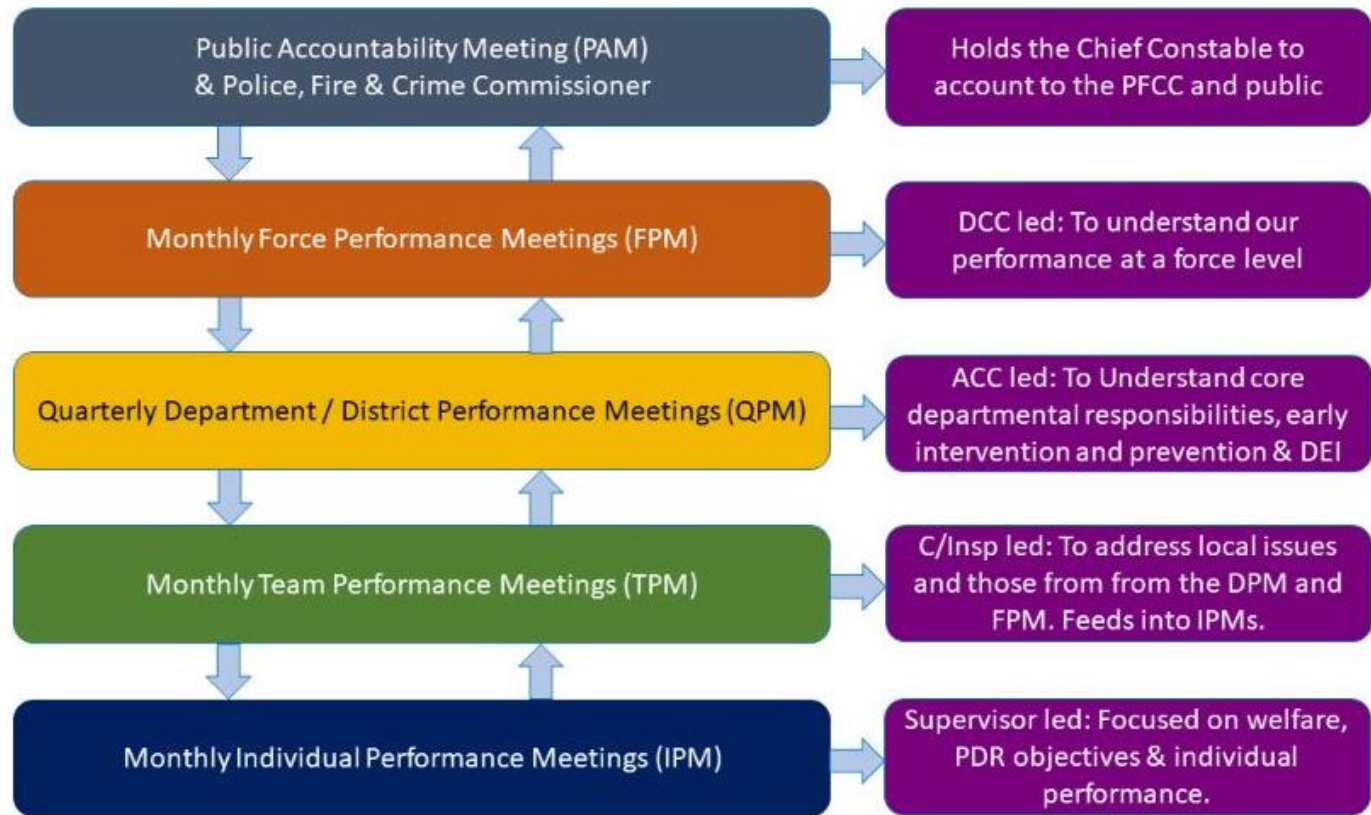 Public Accountability Meeting (PAM)
& Police, Fire & Crime Commissioner
Holds the Chief Constable to
account to the PFCC and public
Monthly Force Performance Meetings (FPM)
DCC led: To understand our
performance at a force level
Quarterly Department / District Performance Meetings (QPM)
ACC led: To Understand core
departmental responsibilities, early
intervention and prevention & DEI
Monthly Team Performance Meetings (TPM)
C/Insp led: To address local issues
and those from from the DPM and
FPM. Feeds into IPMs.
Monthly Individual Performance Meetings (IPM)
Supervisor led: Focused on welfare,
PDR objectives & individual
performance.